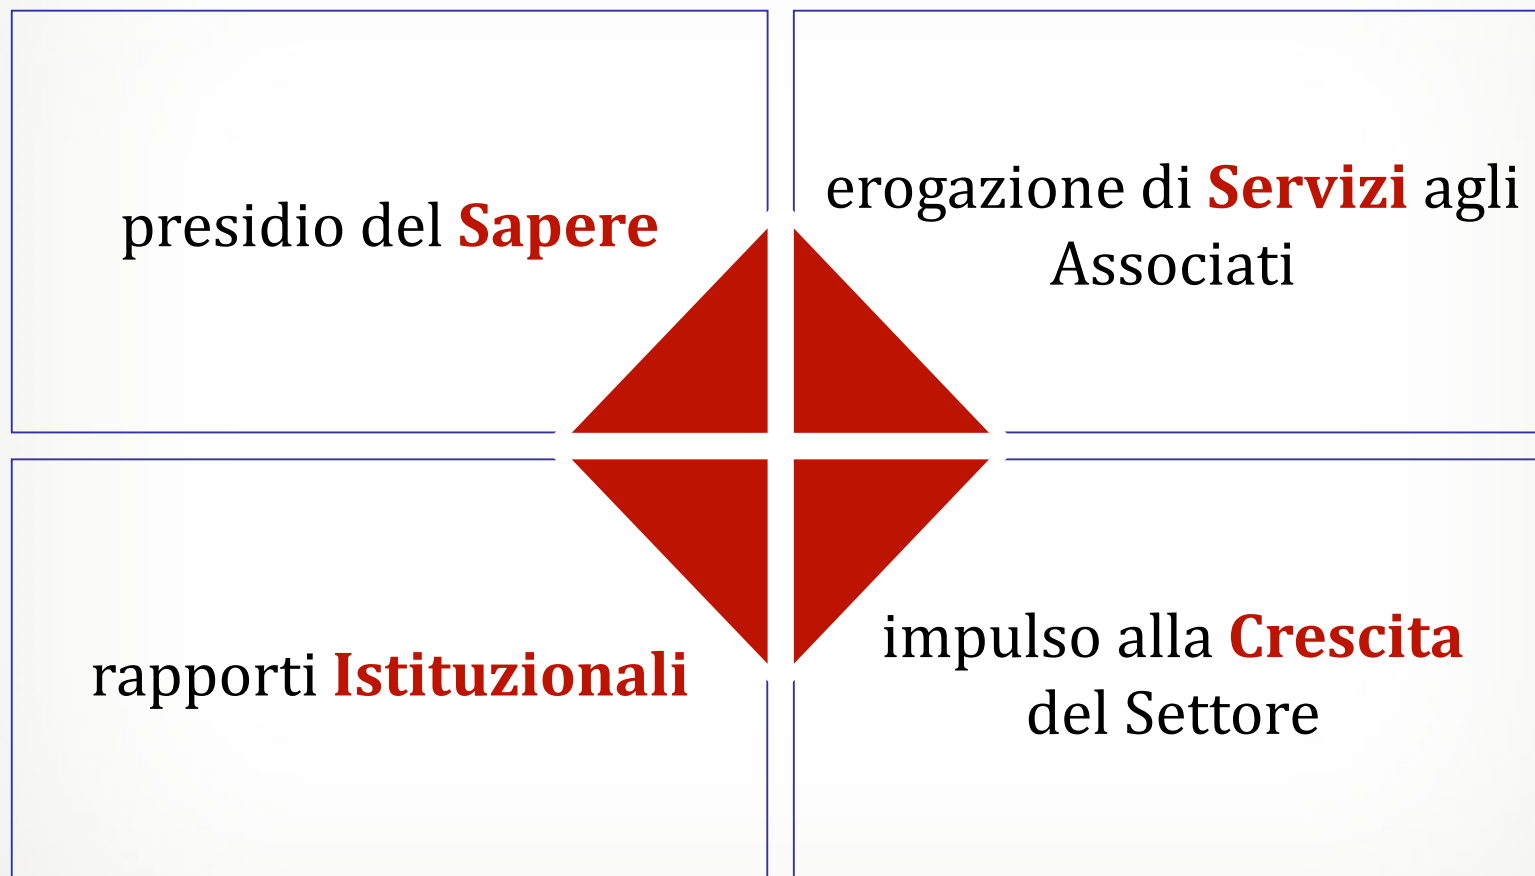 presidio del Sapere
erogazione di Servizi agli
Associati
rapporti Istituzionali
impulso alla Crescita
del Settore